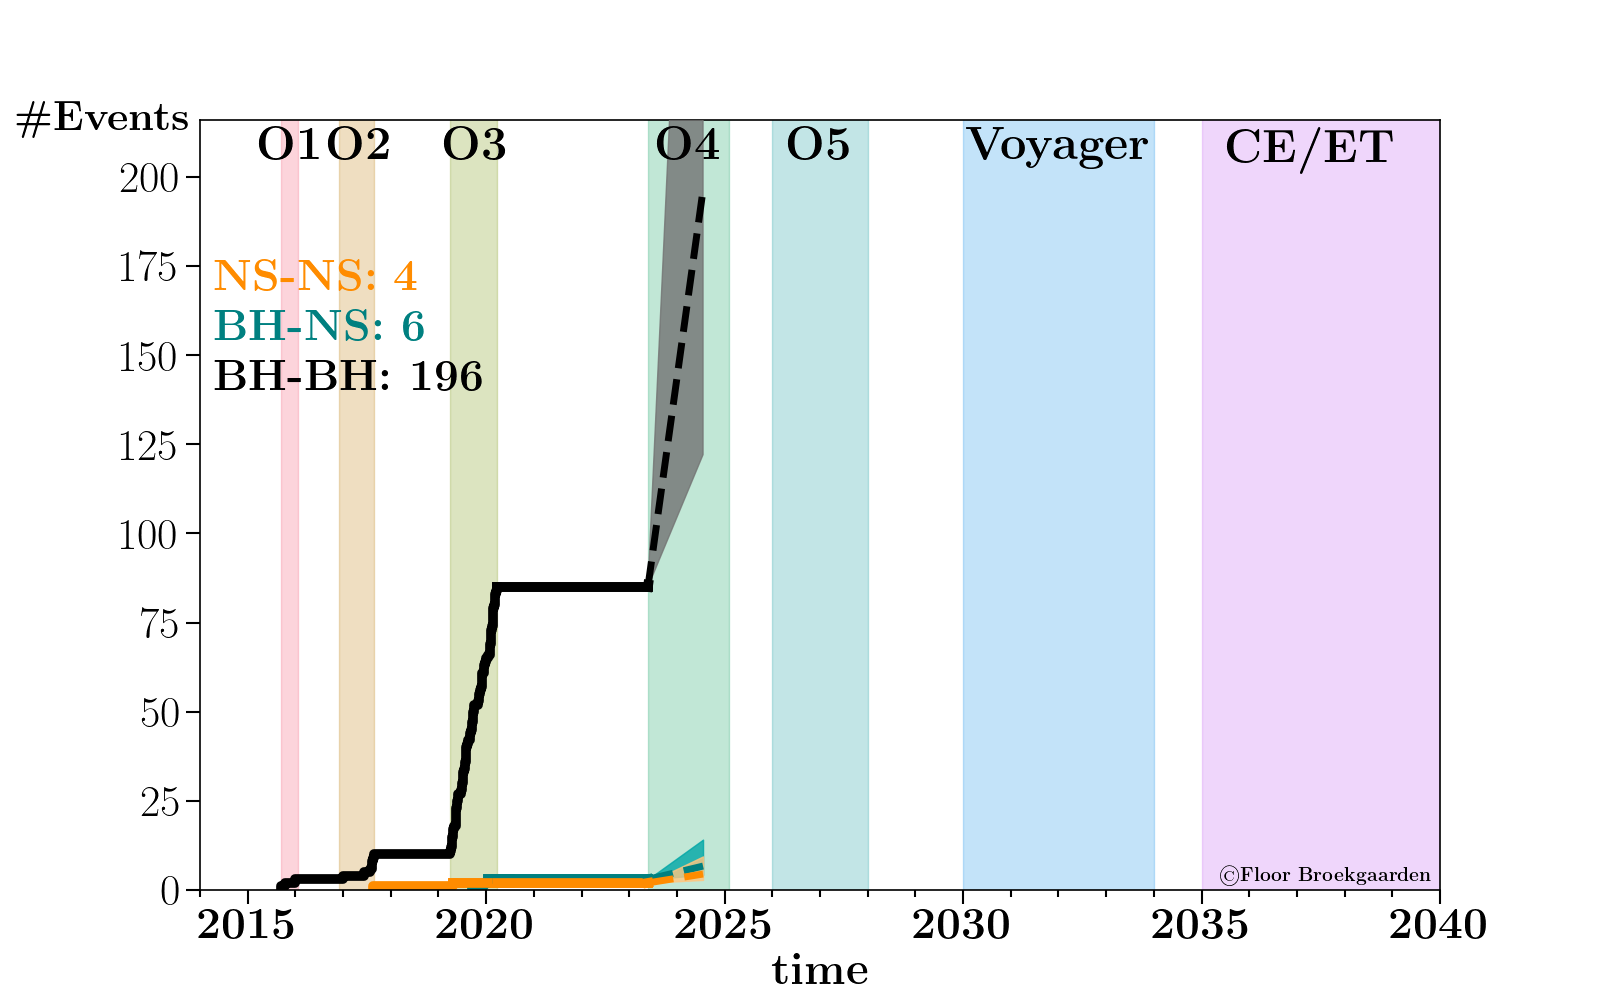 #Events
O1 O2 O3 O4 O5 Voyager CE/ET
200
175
NS-NS: 4
BH-NS: 6
150
BH-BH: 196
125
100
75
50
25
0
©Floor Broekgaarden
2015 2020 2025 2030 2035 2040
time